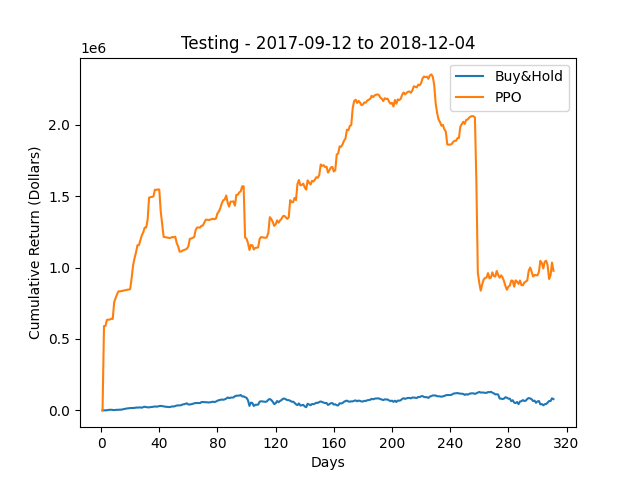 Testing - 2017-09-12 to 2018-12-04
1e6
Buy&Hold
PPO
2.0
1.5
1.0
0.5
0.0
Cumulative Return (Dollars)
0 40 80 120 160 200 240 280 320
Days